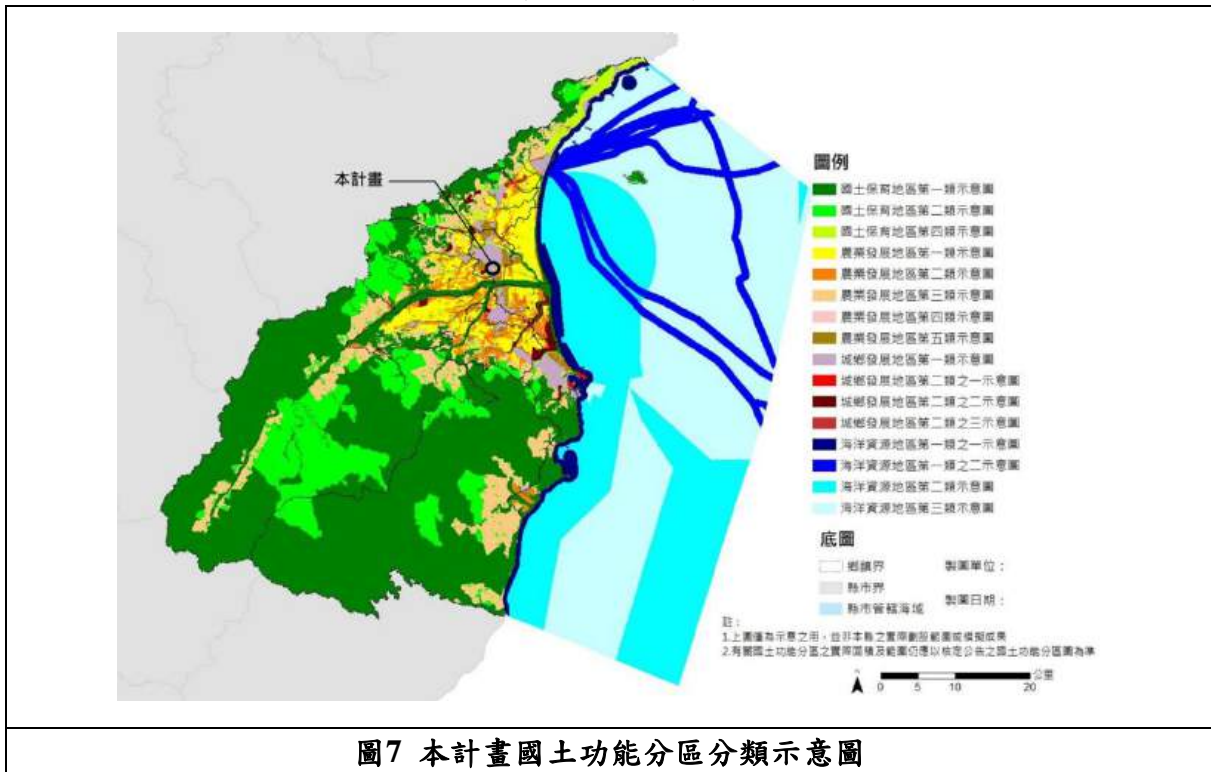 本計畫
圖例
國土保育地區第一類示意圖
國土保育地區第二類示意圖
國土保育地區第四類示意圖
農業發展地區第一類示意圖
農業發展地區第二類示意圖
農業發展地區第三類示意圖
農業發展地區第四類示意圖
農業發展地區第五類示意圖
城鄉發展地區第一類示意圖
城鄉發展地區第二類之一示意圖
城鄉發展地區第二類之二示意圖
城鄉發展地區第二類之三示意圖
海洋資源地區第一類之一示意圖
海洋資源地區第一類之二示意圖
海洋資源地區第二類示意圖
海洋資源地區第三類示意圖
底圖
鄉鎮界 製圖單位：
縣市界
縣市管轄海域 製圖日期：
註：
1.上圖僅為示意之用，並非本縣之實際劃設範圍或模擬成果
2.有關國土功能分區之實際面積及範圍仍應以核定公告之國土功能分區圖為準
N
0 5 10 20 公里
圖7 本計畫國土功能分區分類示意圖